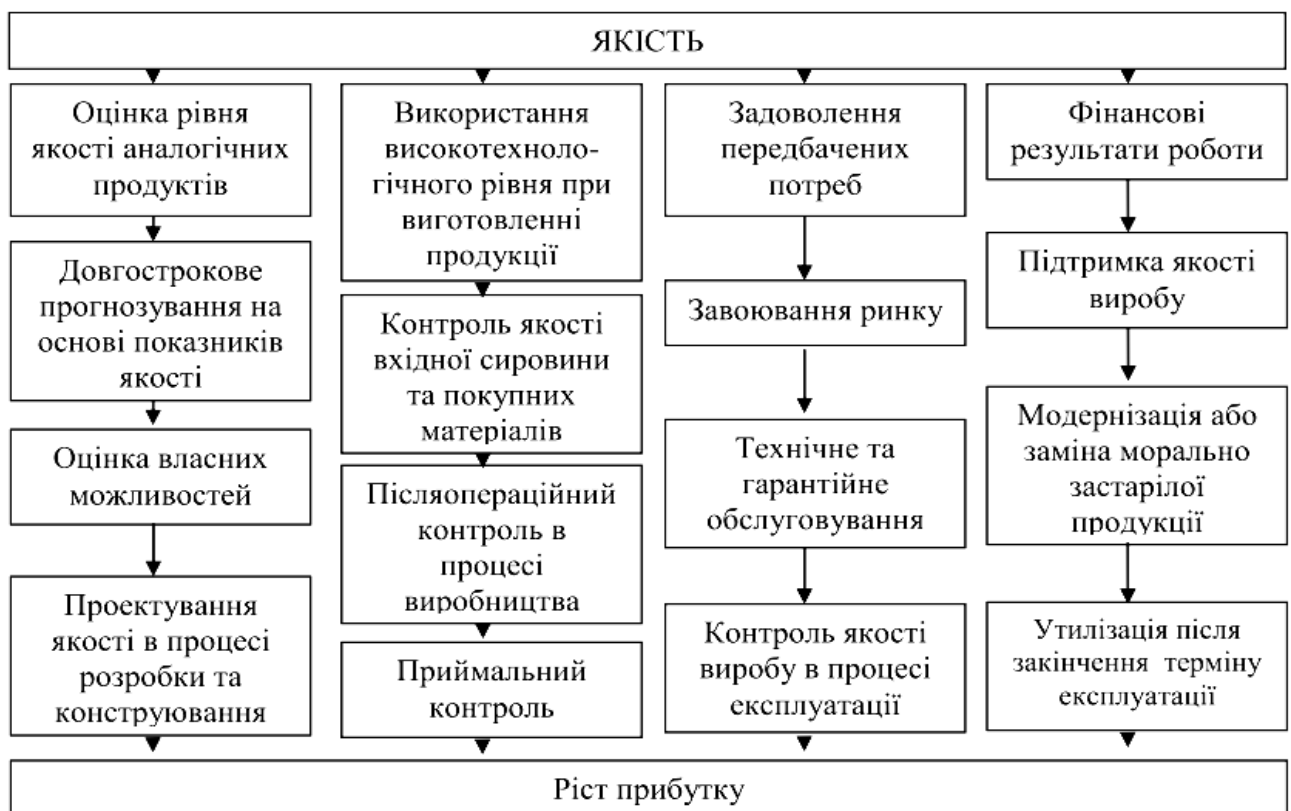 ЯКІСТЬ
Оцінка рівня
якості аналогічних
продуктів
Довгострокове
прогнозування на
основі показників
якості
Оцінка власних
можливостей
Проектування
якості в процесі
розробки та
конструювання
Використання
високотехноло-
гічного рівня при
виготовленні
продукції
Контроль якості
вхідної сировини
та покупних
матеріалів
Післяопераційний
контроль в
процесі
виробництва
Приймальний
контроль
Задоволення
передбачених
потреб
Завоювання ринку
Технічне та
гарантійне
обслуговування
Контроль якості
виробу в процесі
експлуатації
Фінансові
результати роботи
Підтримка якості
виробу
Модернізація або
заміна морально
застарілої
продукції
Утилізація після
закінчення терміну
експлуатації
Ріст прибутку